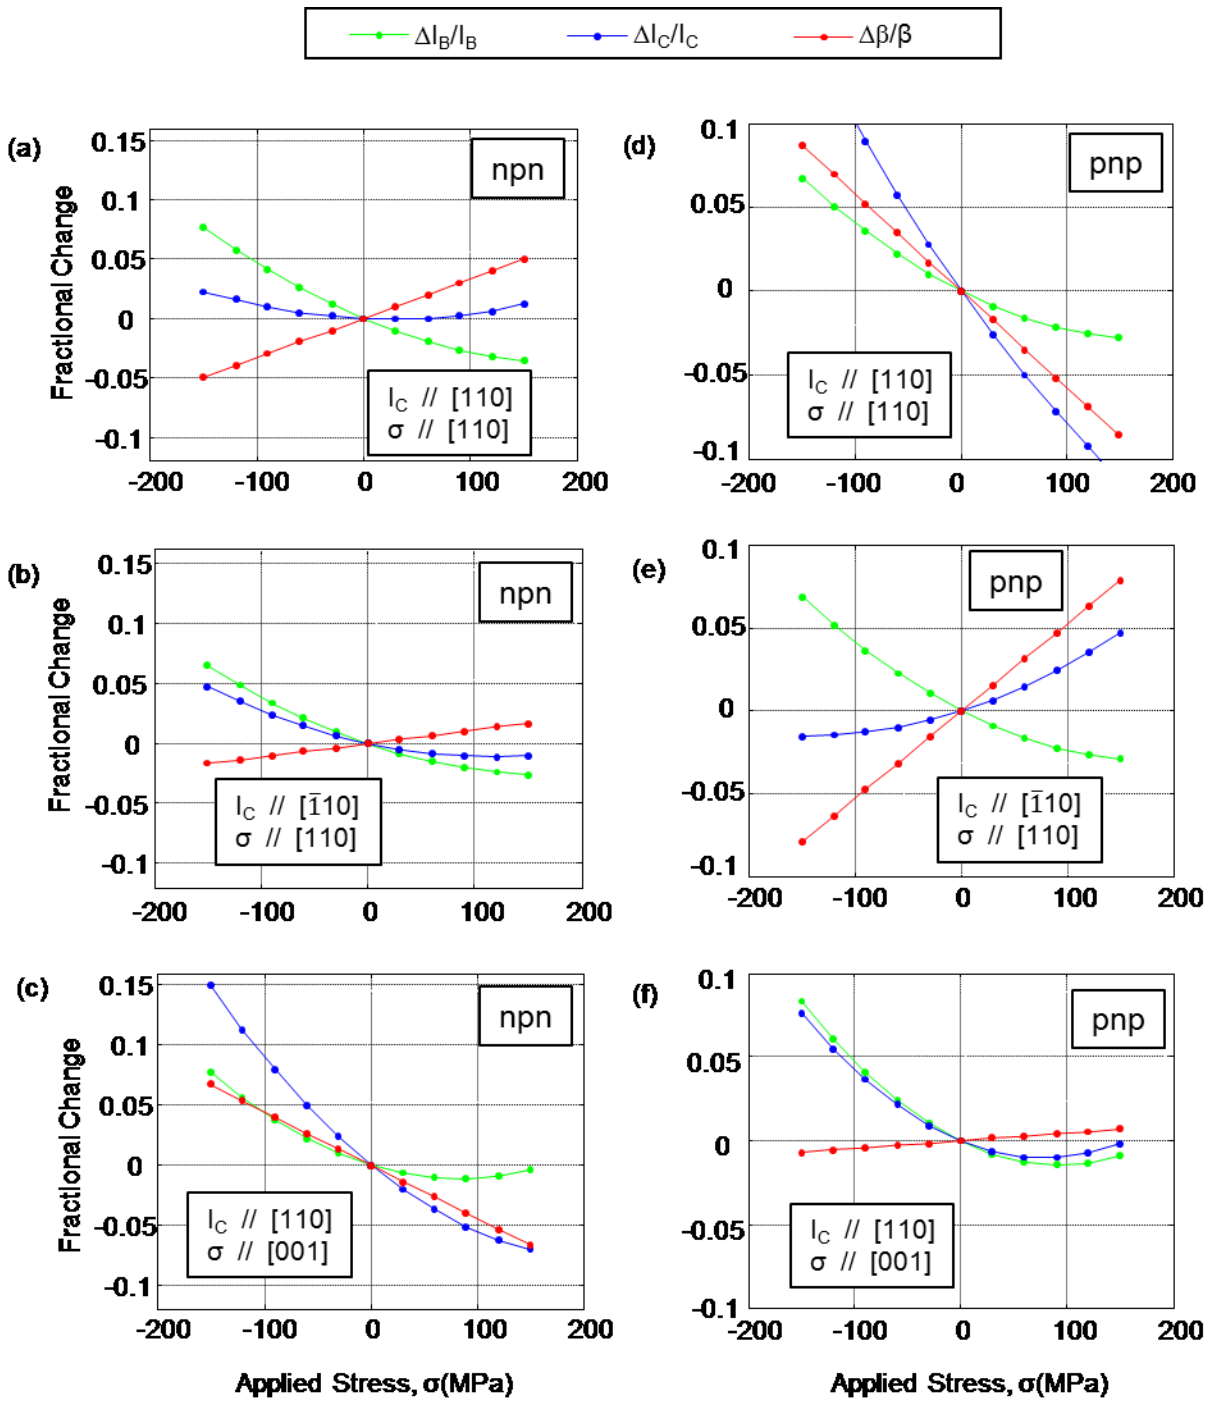 ΔI_B/I_B ΔI_C/I_C Δβ/β
(a)
Fractional Change
0.15
0.1
0.05
0
-0.05
-0.1
npn
I_C // [110]
σ // [110]
-200 -100 0 100 200
(d)
0.1
0.05
0
-0.05
-0.1
pnp
I_C // [110]
σ // [110]
-200 -100 0 100 200
(b)
Fractional Change
0.15
0.1
0.05
0
-0.05
-0.1
npn
I_C // [1̅10]
σ // [110]
-200 -100 0 100 200
(e)
0.1
0.05
0
-0.05
-0.1
pnp
I_C // [1̅10]
σ // [110]
-200 -100 0 100 200
(c)
Fractional Change
0.15
0.1
0.05
0
-0.05
-0.1
npn
I_C // [110]
σ // [001]
-200 -100 0 100 200
Applied Stress, σ(MPa)
(f)
0.1
0.05
0
-0.05
-0.1
pnp
I_C // [110]
σ // [001]
-200 -100 0 100 200
Applied Stress, σ(MPa)